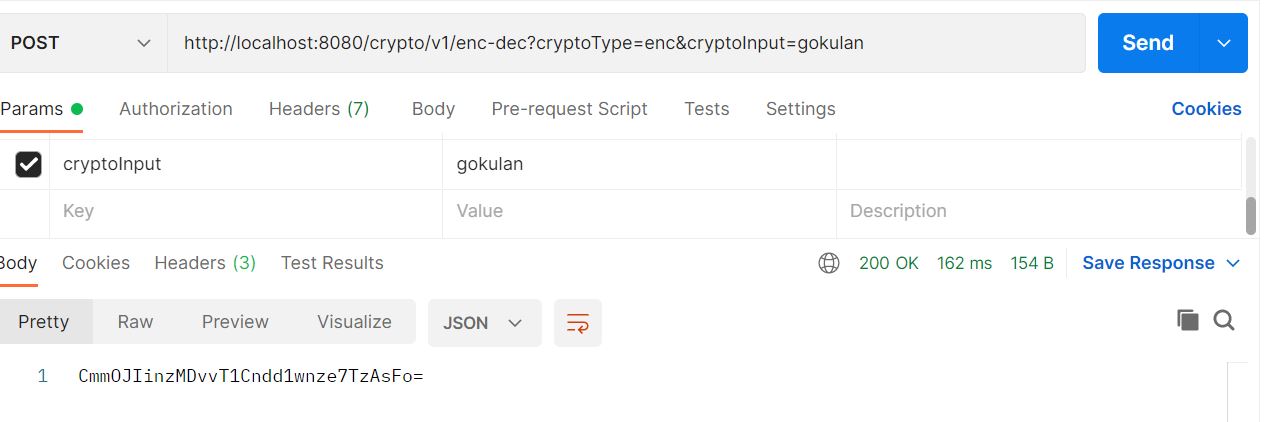 POST http://localhost:8080/crypto/v1/enc-dec?cryptoType=enc&cryptoInput=gokulan Send
Params Authorization Headers (7) Body Pre-request Script Tests Settings Cookies
cryptoInput gokulan
Key Value Description
Body Cookies Headers (3) Test Results 200 OK 162 ms 154 B Save Response
Pretty Raw Preview Visualize JSON
1 CmmOJIinzMDvvT1Cndd1wnze7TzAsFo=